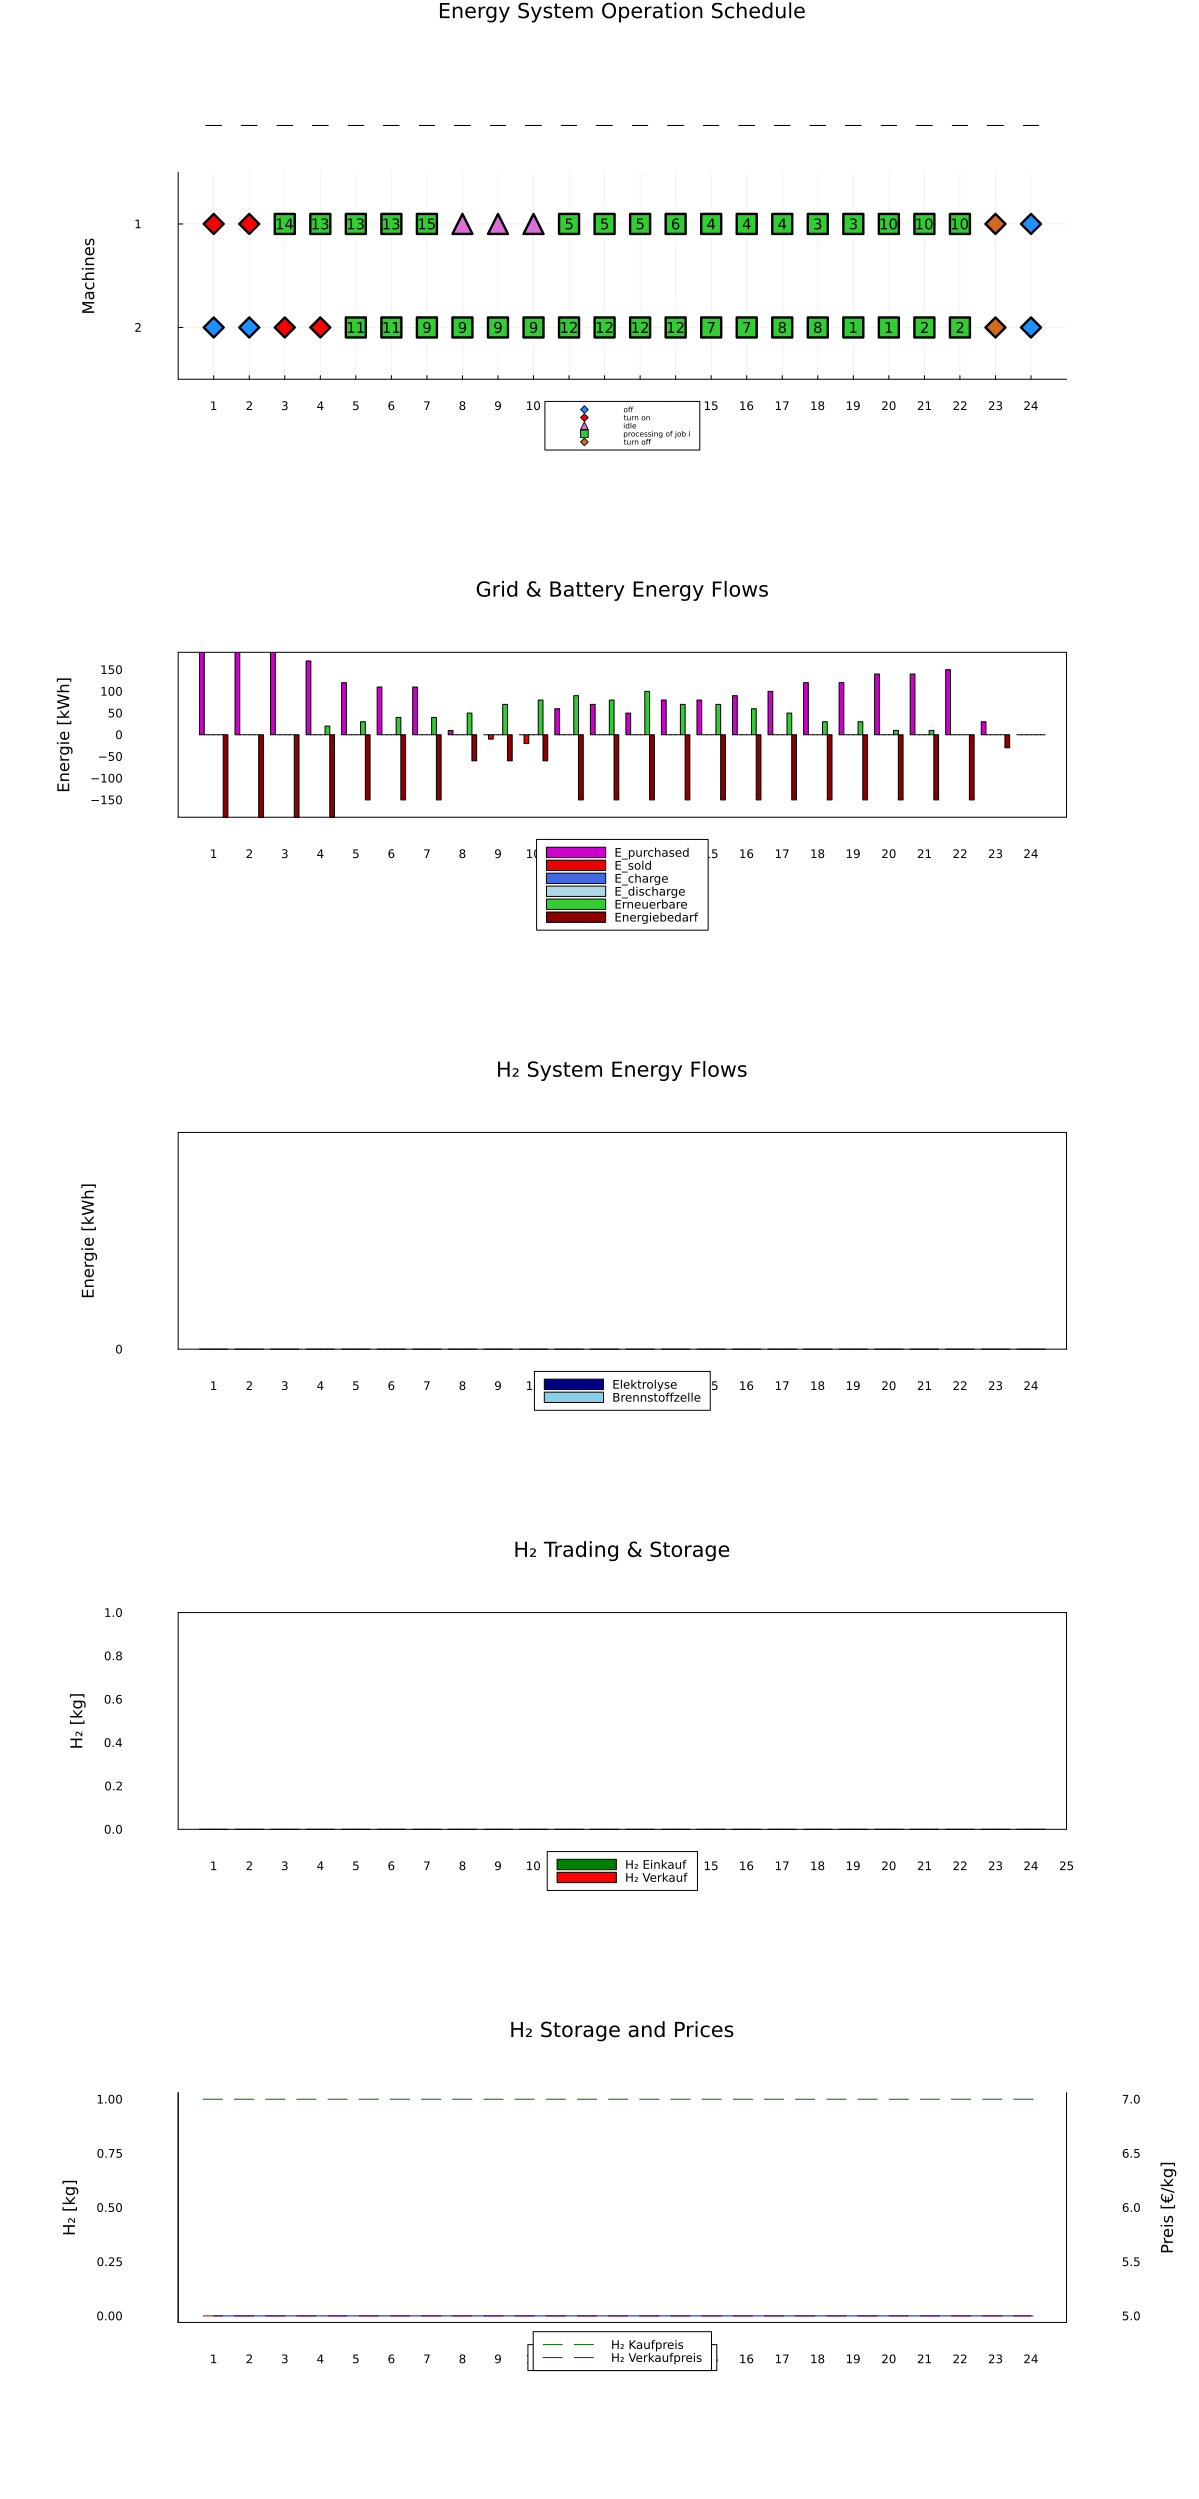 Energy System Operation Schedule
Machines
1
14 13 13 13 15 5 5 5 6 4 4 4 3 3 10 10 10
2
11 11 9 9 9 9 12 12 12 12 7 7 8 8 1 1 2 2
1 2 3 4 5 6 7 8 9 10 15 16 17 18 19 20 21 22 23 24
off
turn on
idle
processing of job i
turn off
Grid & Battery Energy Flows
Energie [kWh]
150
100
50
0
−50
−100
−150
1 2 3 4 5 6 7 8 9 10 15 16 17 18 19 20 21 22 23 24
E_purchased
E_sold
E_charge
E_discharge
Erneuerbare
Energiebedarf
H₂ System Energy Flows
Energie [kWh]
0
1 2 3 4 5 6 7 8 9 1 5 16 17 18 19 20 21 22 23 24
Elektrolyse
Brennstoffzelle
H₂ Trading & Storage
H₂ [kg]
1.0
0.8
0.6
0.4
0.2
0.0
1 2 3 4 5 6 7 8 9 10 15 16 17 18 19 20 21 22 23 24 25
H₂ Einkauf
H₂ Verkauf
H₂ Storage and Prices
H₂ [kg]
Preis [€/kg]
1.00 7.0
0.75 6.5
0.50 6.0
0.25 5.5
0.00 5.0
1 2 3 4 5 6 7 8 9 16 17 18 19 20 21 22 23 24
H₂ Kaufpreis
H₂ Verkaufpreis